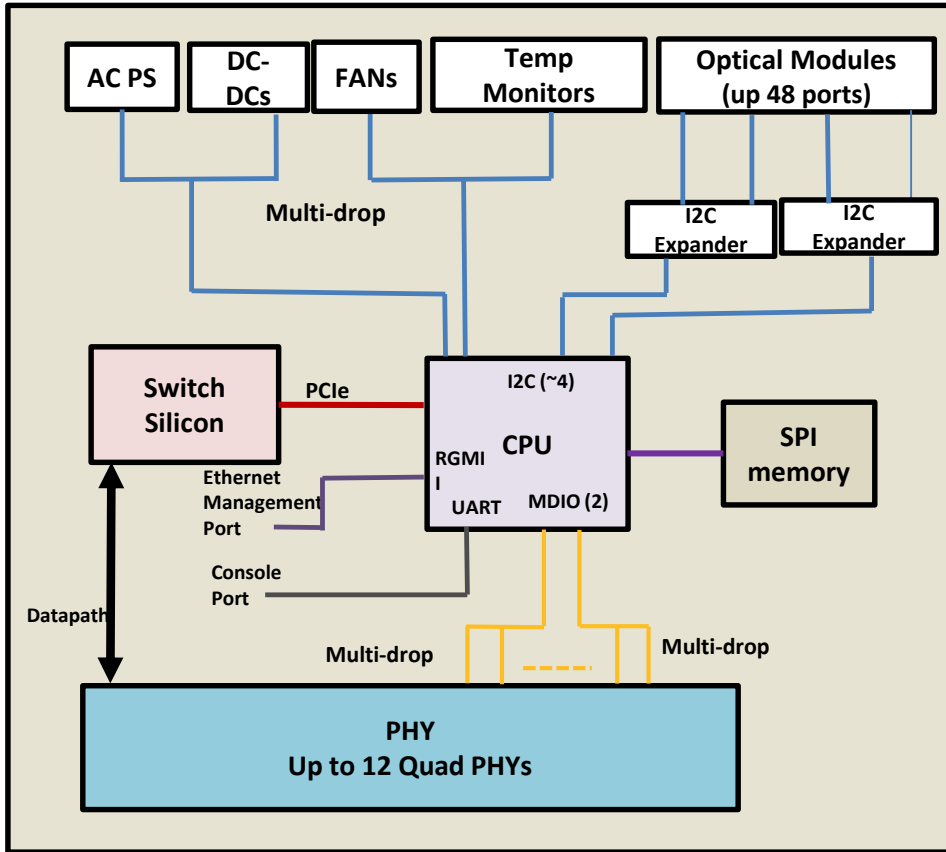 AC PS
DC-
DCs
FANs
Temp
Monitors
Optical Modules
(up 48 ports)
Multi-drop
I2C
Expander
I2C
Expander
Switch
Silicon
PCIe
I2C (~4)
CPU
RGMI
I
UART
MDIO (2)
SPI
memory
Ethernet
Management
Port
Console
Port
Datapath
Multi-drop
Multi-drop
PHY
Up to 12 Quad PHYs